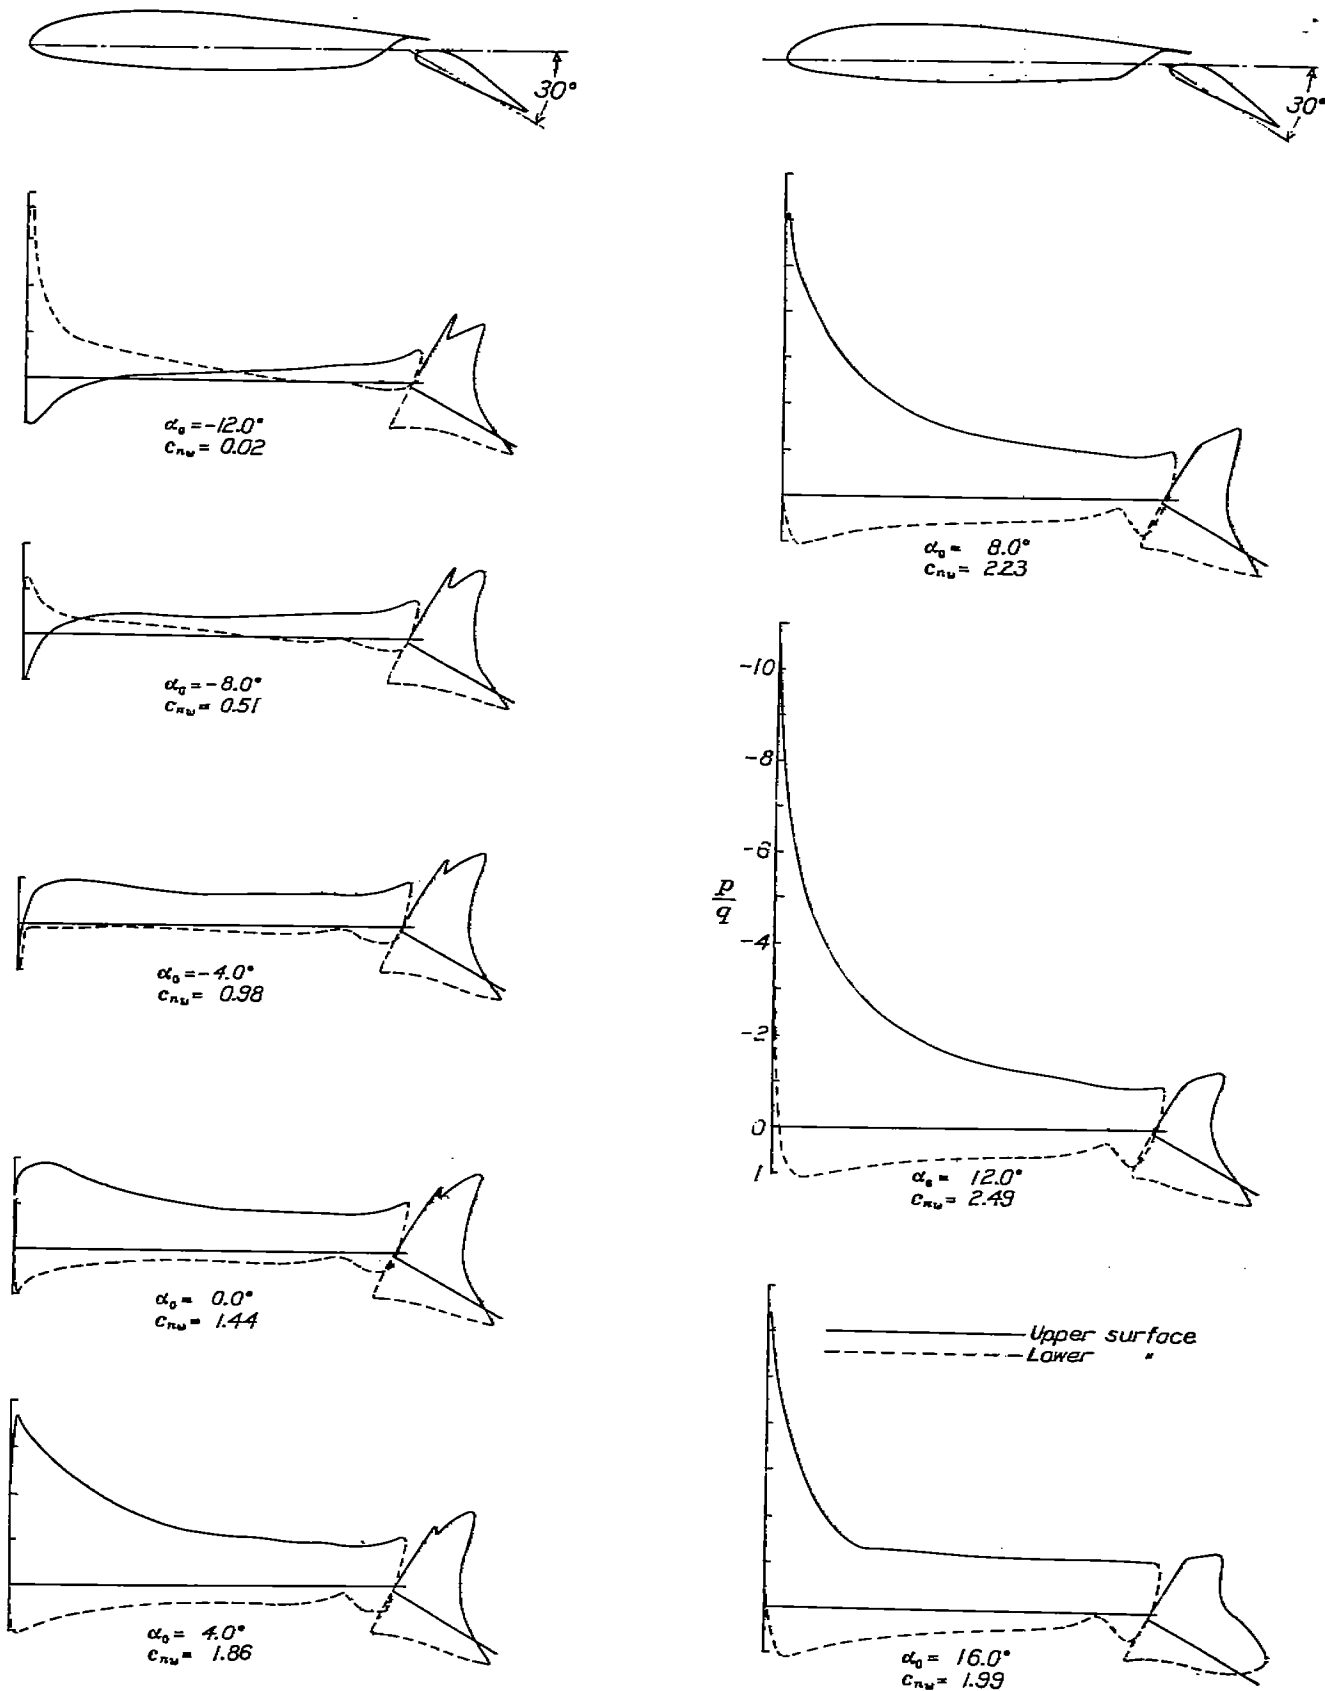 30°
30°
α₀ = -12.0°
cₙw = 0.02
α₀ = -8.0°
cₙw = 0.51
α₀ = -4.0°
cₙw = 0.98
α₀ = 0.0°
cₙw = 1.44
α₀ = 4.0°
cₙw = 1.86
α₀ = 8.0°
cₙw = 2.23
-10
-8
-6
p/q
-4
-2
0
1
α₀ = 12.0°
cₙw = 2.49
Upper surface
Lower "
α₀ = 16.0°
cₙw = 1.99